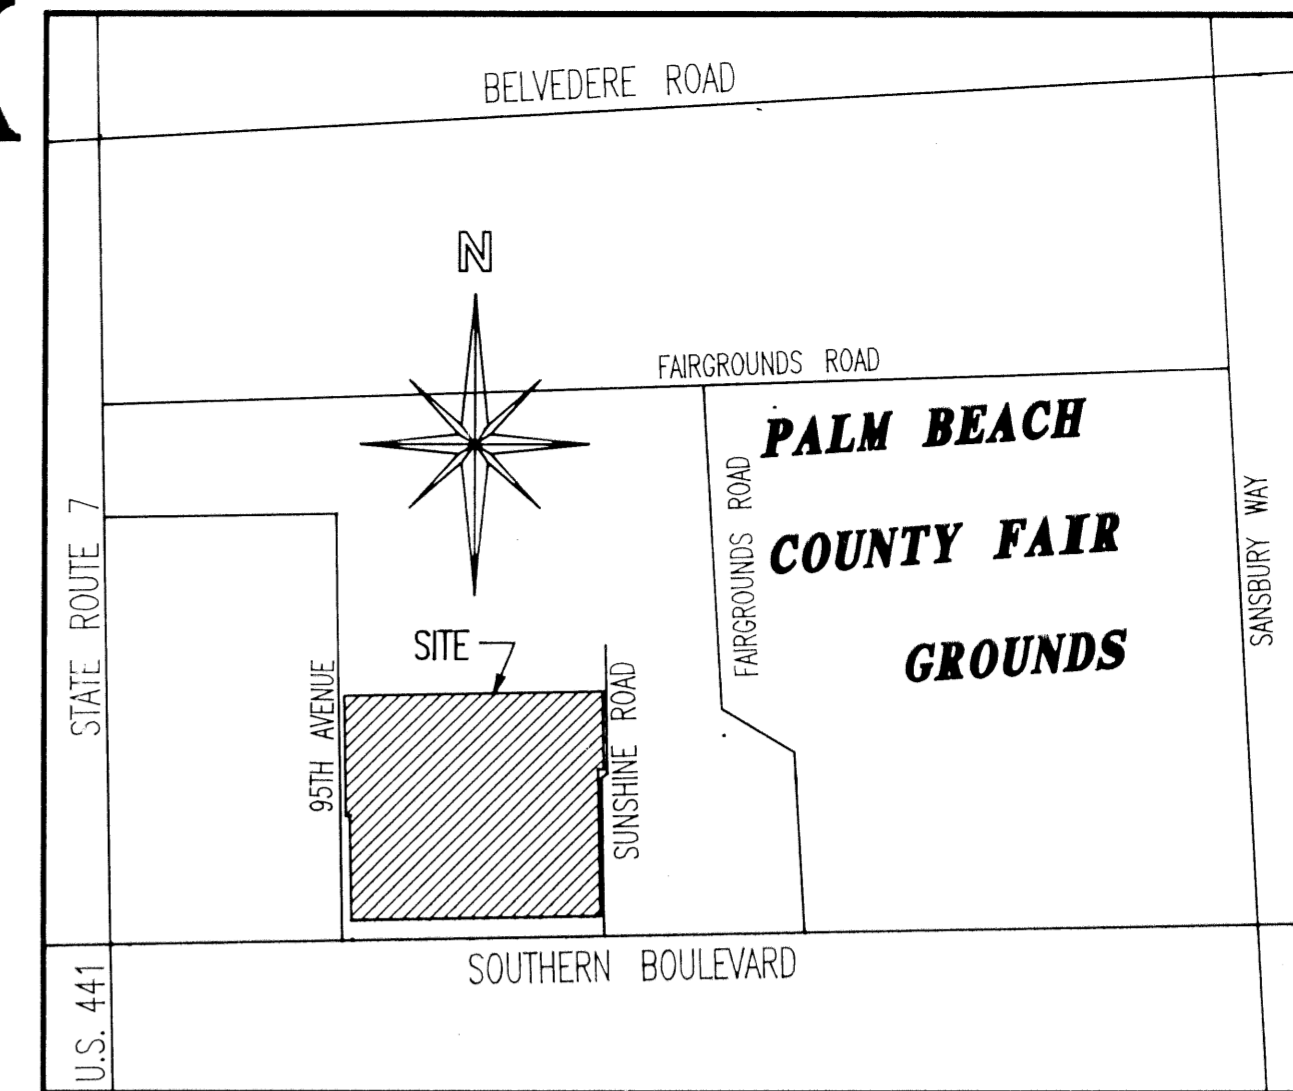 BELVEDERE ROAD
N
FAIRGROUNDS ROAD
PALM BEACH
COUNTY FAIR
GROUNDS
FAIRGROUNDS ROAD
SANSBURY WAY
STATE ROUTE 7
SITE
95TH AVENUE
SUNSHINE ROAD
SOUTHERN BOULEVARD
U.S. 441